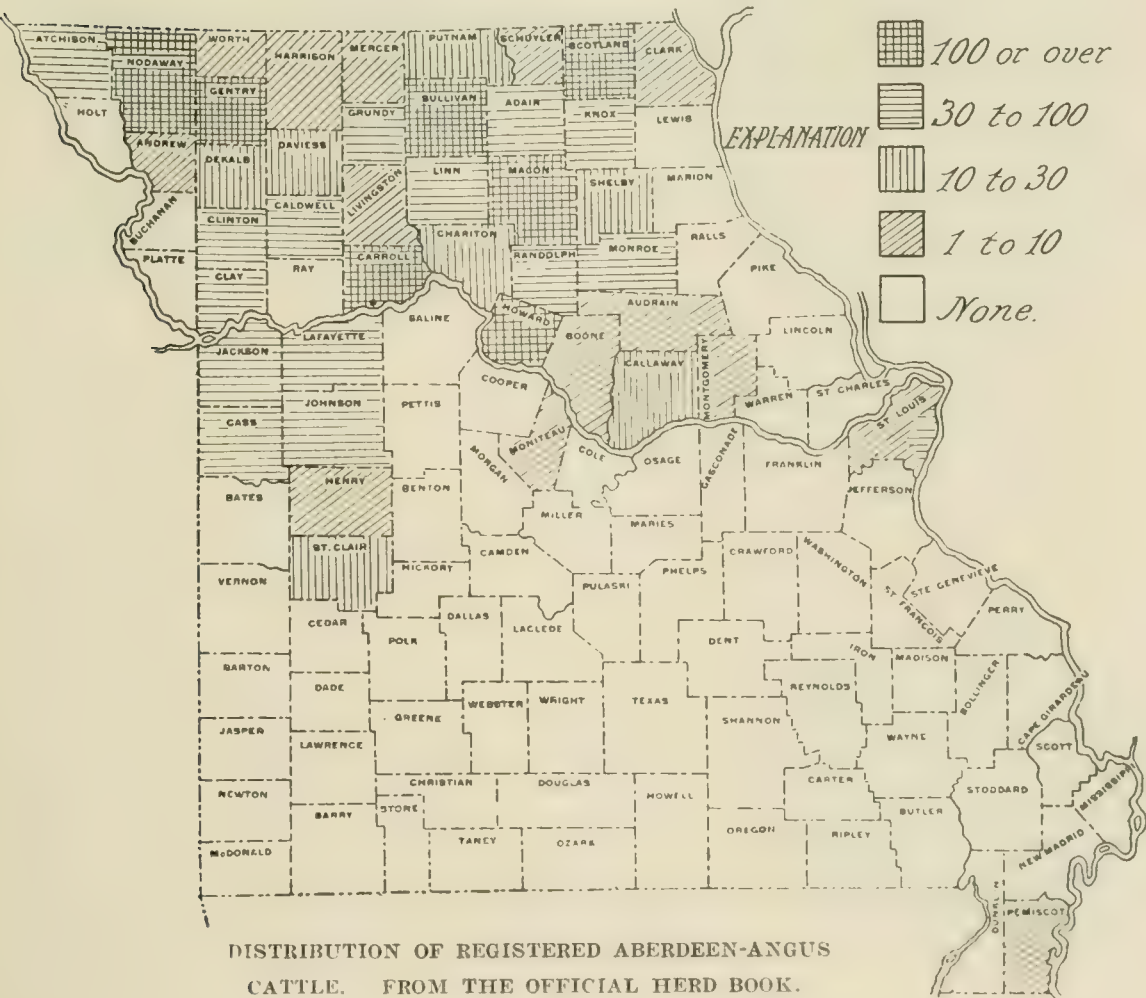 ATCHISON
NODAWAY
WORTH
HARRISON
MERCER
PUTNAM
SCHUYLER
SCOTLAND
CLARK
HOLT
GENTRY
GRUNDY
SULLIVAN
ADAIR
KNOX
LEWIS
ANDREW
DEKALB
DAVIESS
LIVINGSTON
LINN
MACON
SHELBY
MARION
BUCHANAN
CLINTON
CALDWELL
CHARITON
RANDOLPH
MONROE
RALLS
PIKE
PLATTE
CLAY
RAY
CARROLL
SALINE
HOWARD
BOONE
AUDRAIN
LINCOLN
JACKSON
LAFAYETTE
COOPER
CALLAWAY
MONTGOMERY
WARREN
ST CHARLES
ST. LOUIS
CASS
JOHNSON
PETTIS
MORGAN
MONITEAU
COLE
OSAGE
GASCONADE
FRANKLIN
JEFFERSON
BATES
HENRY
BENTON
MILLER
MARIES
ST. CLAIR
HICKORY
CAMDEN
PULASKI
PHELPS
CRAWFORD
WASHINGTON
ST FRANCOIS
STE GENEVIEVE
PERRY
VERNON
CEDAR
POLK
DALLAS
LACLEDE
DENT
IRON
MADISON
BOLLINGER
CAPE GIRARDEAU
BARTON
DADE
GREENE
WEBSTER
WRIGHT
TEXAS
SHANNON
REYNOLDS
WAYNE
SCOTT
MISSISSIPPI
JASPER
LAWRENCE
CHRISTIAN
DOUGLAS
HOWELL
CARTER
BUTLER
STODDARD
NEW MADRID
NEWTON
BARRY
STONE
TANEY
OZARK
OREGON
RIPLEY
McDONALD
DUNKLIN
PEMISCOT
EXPLANATION
100 or over
30 to 100
10 to 30
1 to 10
None.
DISTRIBUTION OF REGISTERED ABERDEEN-ANGUS
CATTLE. FROM THE OFFICIAL HERD BOOK.